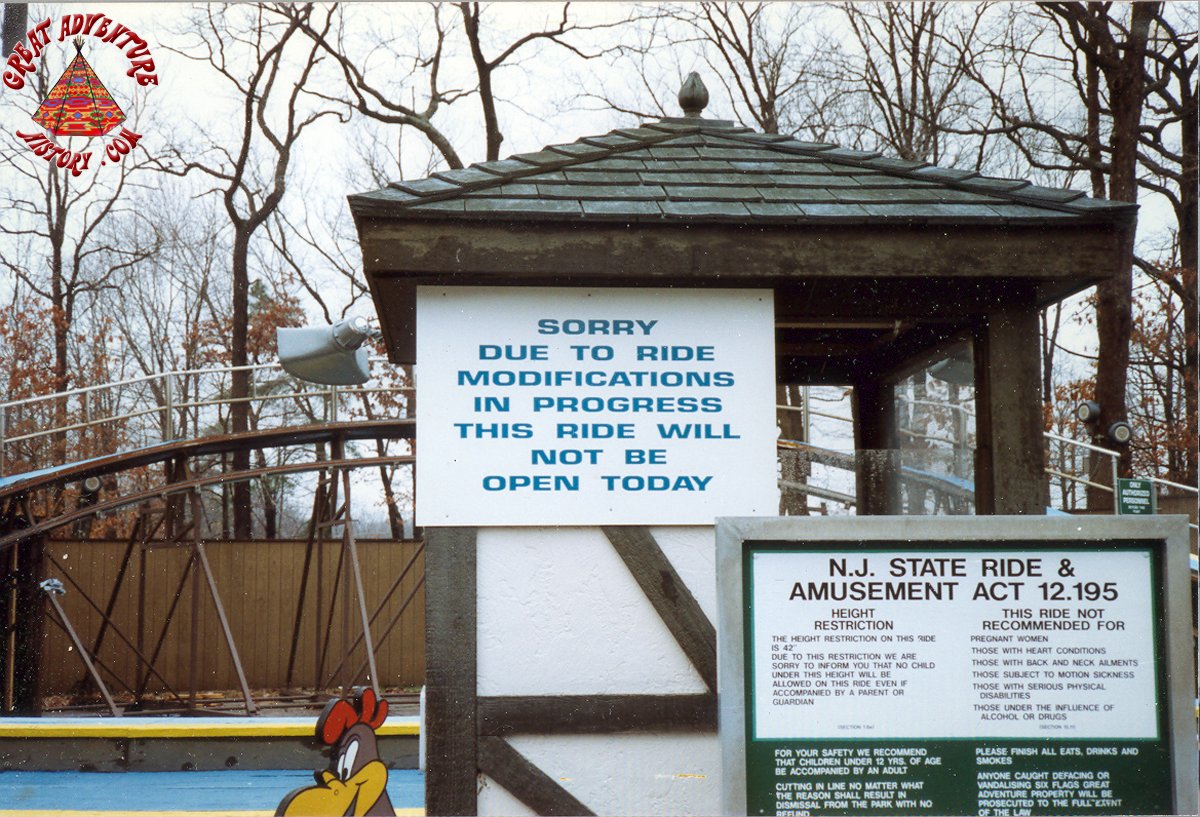 GREAT ADVENTURE
HISTORY.COM
SORRY
DUE TO RIDE
MODIFICATIONS
IN PROGRESS
THIS RIDE WILL
NOT BE
OPEN TODAY
ONLY
AUTHORIZED
PERSONNEL
N.J. STATE RIDE &
AMUSEMENT ACT 12.195
HEIGHT
RESTRICTION
THE HEIGHT RESTRICTION ON THIS RIDE
IS 42"
DUE TO THIS RESTRICTION WE ARE
SORRY TO INFORM YOU THAT NO CHILD
UNDER THIS HEIGHT WILL BE
ALLOWED ON THIS RIDE EVEN IF
ACCOMPANIED BY A PARENT OR
GUARDIAN
THIS RIDE NOT
RECOMMENDED FOR
PREGNANT WOMEN
THOSE WITH HEART CONDITIONS
THOSE WITH BACK AND NECK AILMENTS
THOSE SUBJECT TO MOTION SICKNESS
THOSE WITH SERIOUS PHYSICAL
DISABILITIES
THOSE UNDER THE INFLUENCE OF
ALCOHOL OR DRUGS
FOR YOUR SAFETY WE RECOMMEND
THAT CHILDREN UNDER 12 YRS. OF AGE
BE ACCOMPANIED BY AN ADULT
CUTTING IN LINE NO MATTER WHAT
THE REASON SHALL RESULT IN
DISMISSAL FROM THE PARK WITH NO
REFUND
PLEASE FINISH ALL EATS, DRINKS AND
SMOKES
ANYONE CAUGHT DEFACING OR
VANDALISING SIX FLAGS GREAT
ADVENTURE PROPERTY WILL BE
PROSECUTED TO THE FULL EXTENT
OF THE LAW